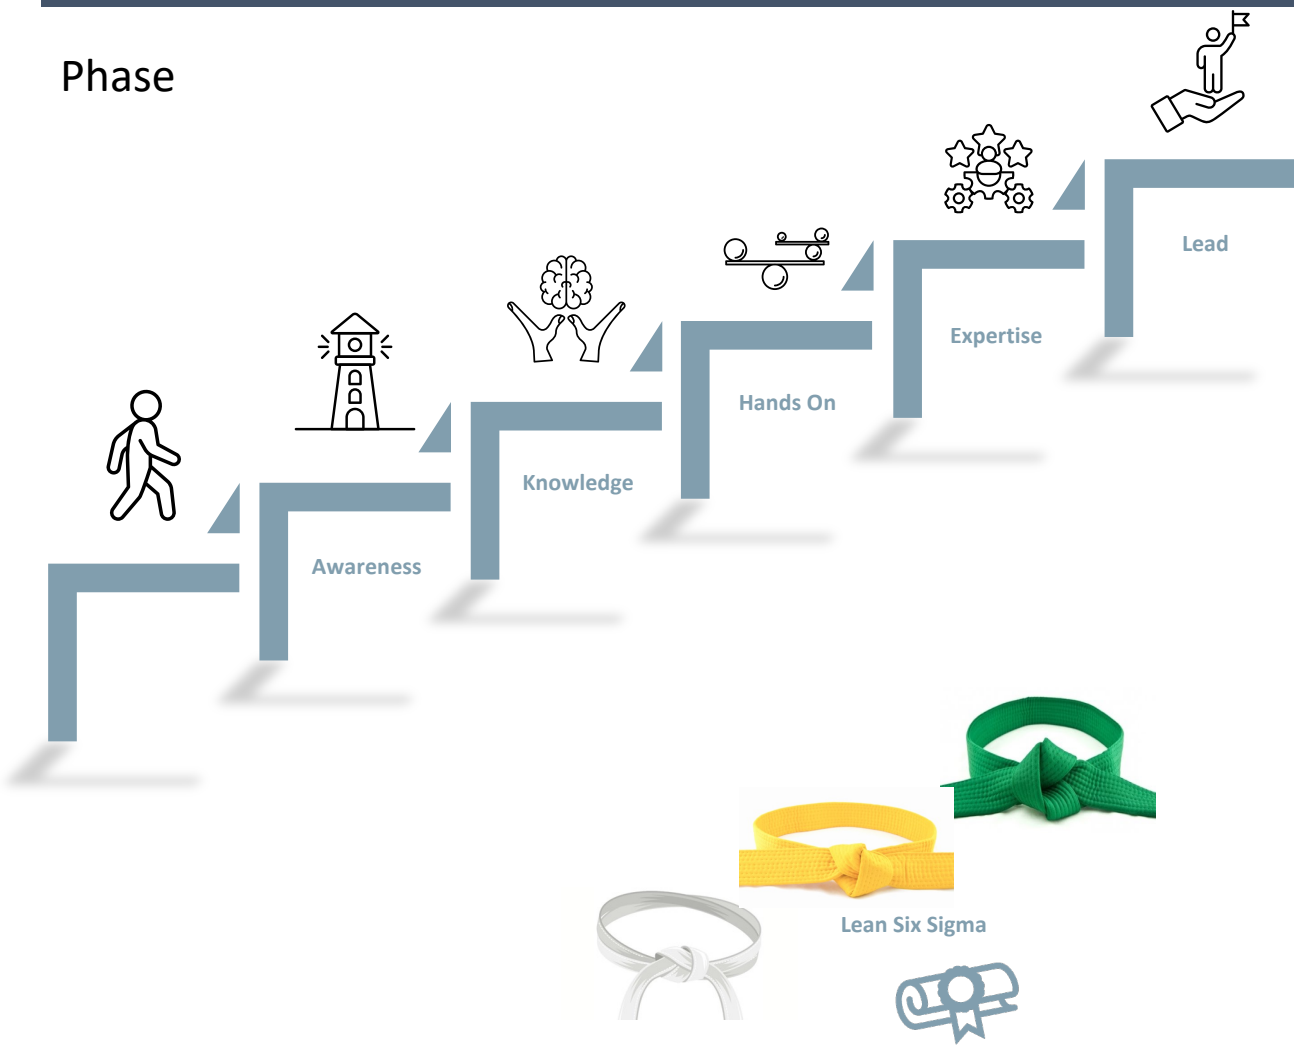 Phase
Lead
Expertise
Hands On
Knowledge
Awareness
Lean Six Sigma